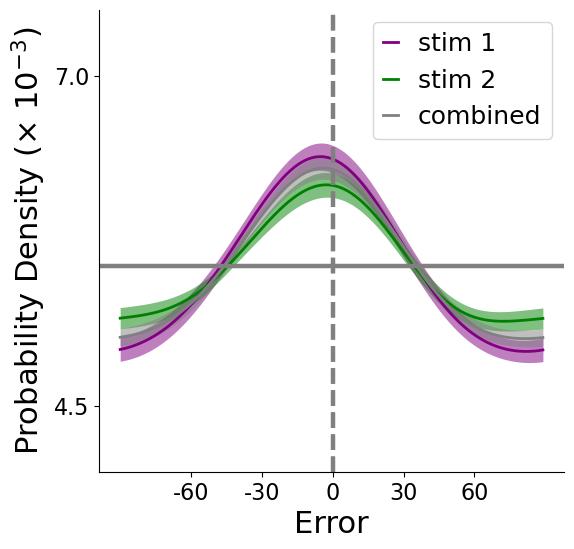 stim 1
stim 2
combined
7.0
4.5
Probability Density (× 10⁻³)
-60 -30 0 30 60
Error